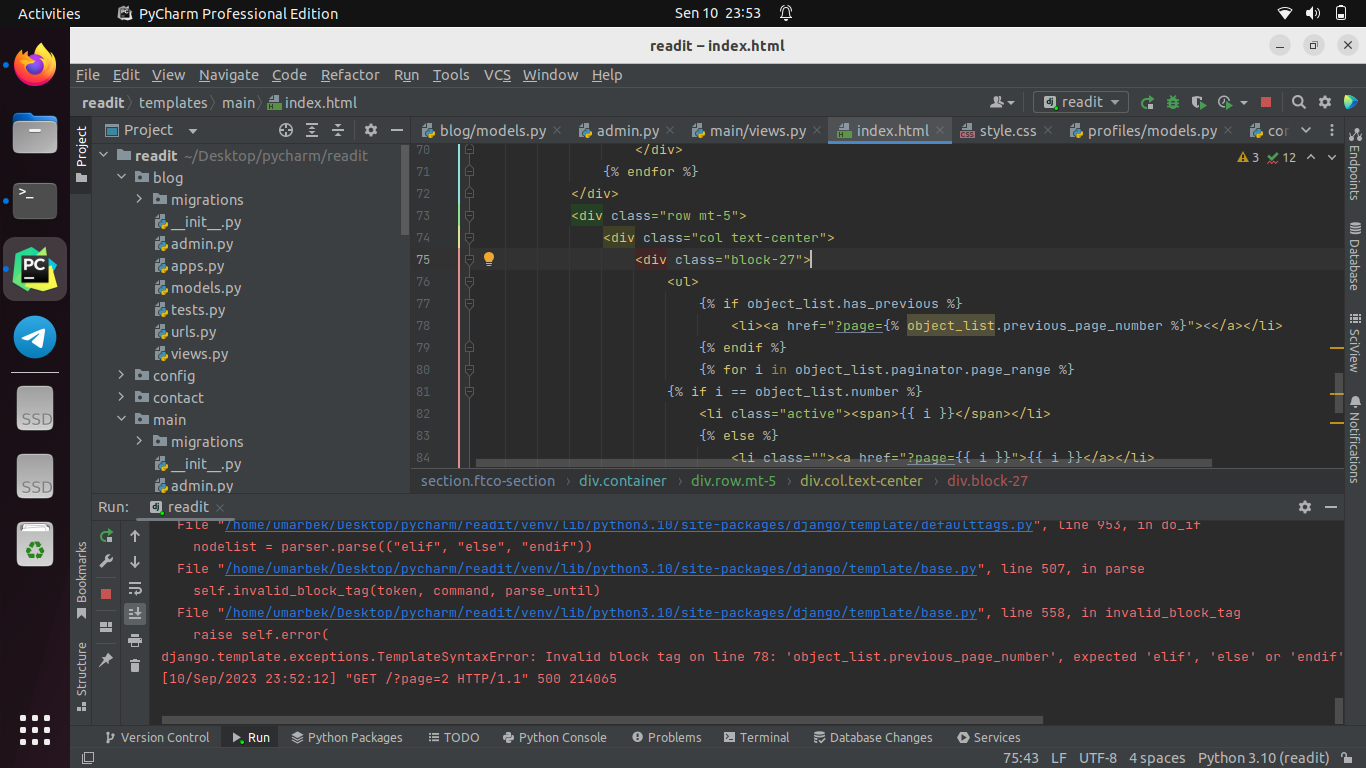 Activities
PyCharm Professional Edition
Sen 10 23:53
readit – index.html
File Edit View Navigate Code Refactor Run Tools VCS Window Help
readit templates main index.html
readit
Project
Project
blog/models.py
admin.py
main/views.py
index.html
style.css
profiles/models.py
cor
readit ~/Desktop/pycharm/readit
blog
migrations
__init__.py
admin.py
apps.py
models.py
tests.py
urls.py
views.py
config
contact
main
migrations
__init__.py
admin.py
3 12
70 </div>
71 {% endfor %}
72 </div>
73 <div class="row mt-5">
74 <div class="col text-center">
75 <div class="block-27">
76 <ul>
77 {% if object_list.has_previous %}
78 <li><a href="?page={% object_list.previous_page_number %}"><</a></li>
79 {% endif %}
80 {% for i in object_list.paginator.page_range %}
81 {% if i == object_list.number %}
82 <li class="active"><span>{{ i }}</span></li>
83 {% else %}
84 <li class=""><a href="?page={{ i }}">{{ i }}</a></li>
section.ftco-section › div.container › div.row.mt-5 › div.col.text-center › div.block-27
Endpoints
Database
SciView
Notifications
Run: readit
Bookmarks
Structure
File "/home/umarbek/Desktop/pycharm/readit/venv/lib/python3.10/site-packages/django/template/defaulttags.py", line 953, in do_if
nodelist = parser.parse(("elif", "else", "endif"))
File "/home/umarbek/Desktop/pycharm/readit/venv/lib/python3.10/site-packages/django/template/base.py", line 507, in parse
self.invalid_block_tag(token, command, parse_until)
File "/home/umarbek/Desktop/pycharm/readit/venv/lib/python3.10/site-packages/django/template/base.py", line 558, in invalid_block_tag
raise self.error(
django.template.exceptions.TemplateSyntaxError: Invalid block tag on line 78: 'object_list.previous_page_number', expected 'elif', 'else' or 'endif'
[10/Sep/2023 23:52:12] "GET /?page=2 HTTP/1.1" 500 214065
Version Control
Run
Python Packages
TODO
Python Console
Problems
Terminal
Database Changes
Services
75:43 LF UTF-8 4 spaces Python 3.10 (readit)
SSD
SSD
PC